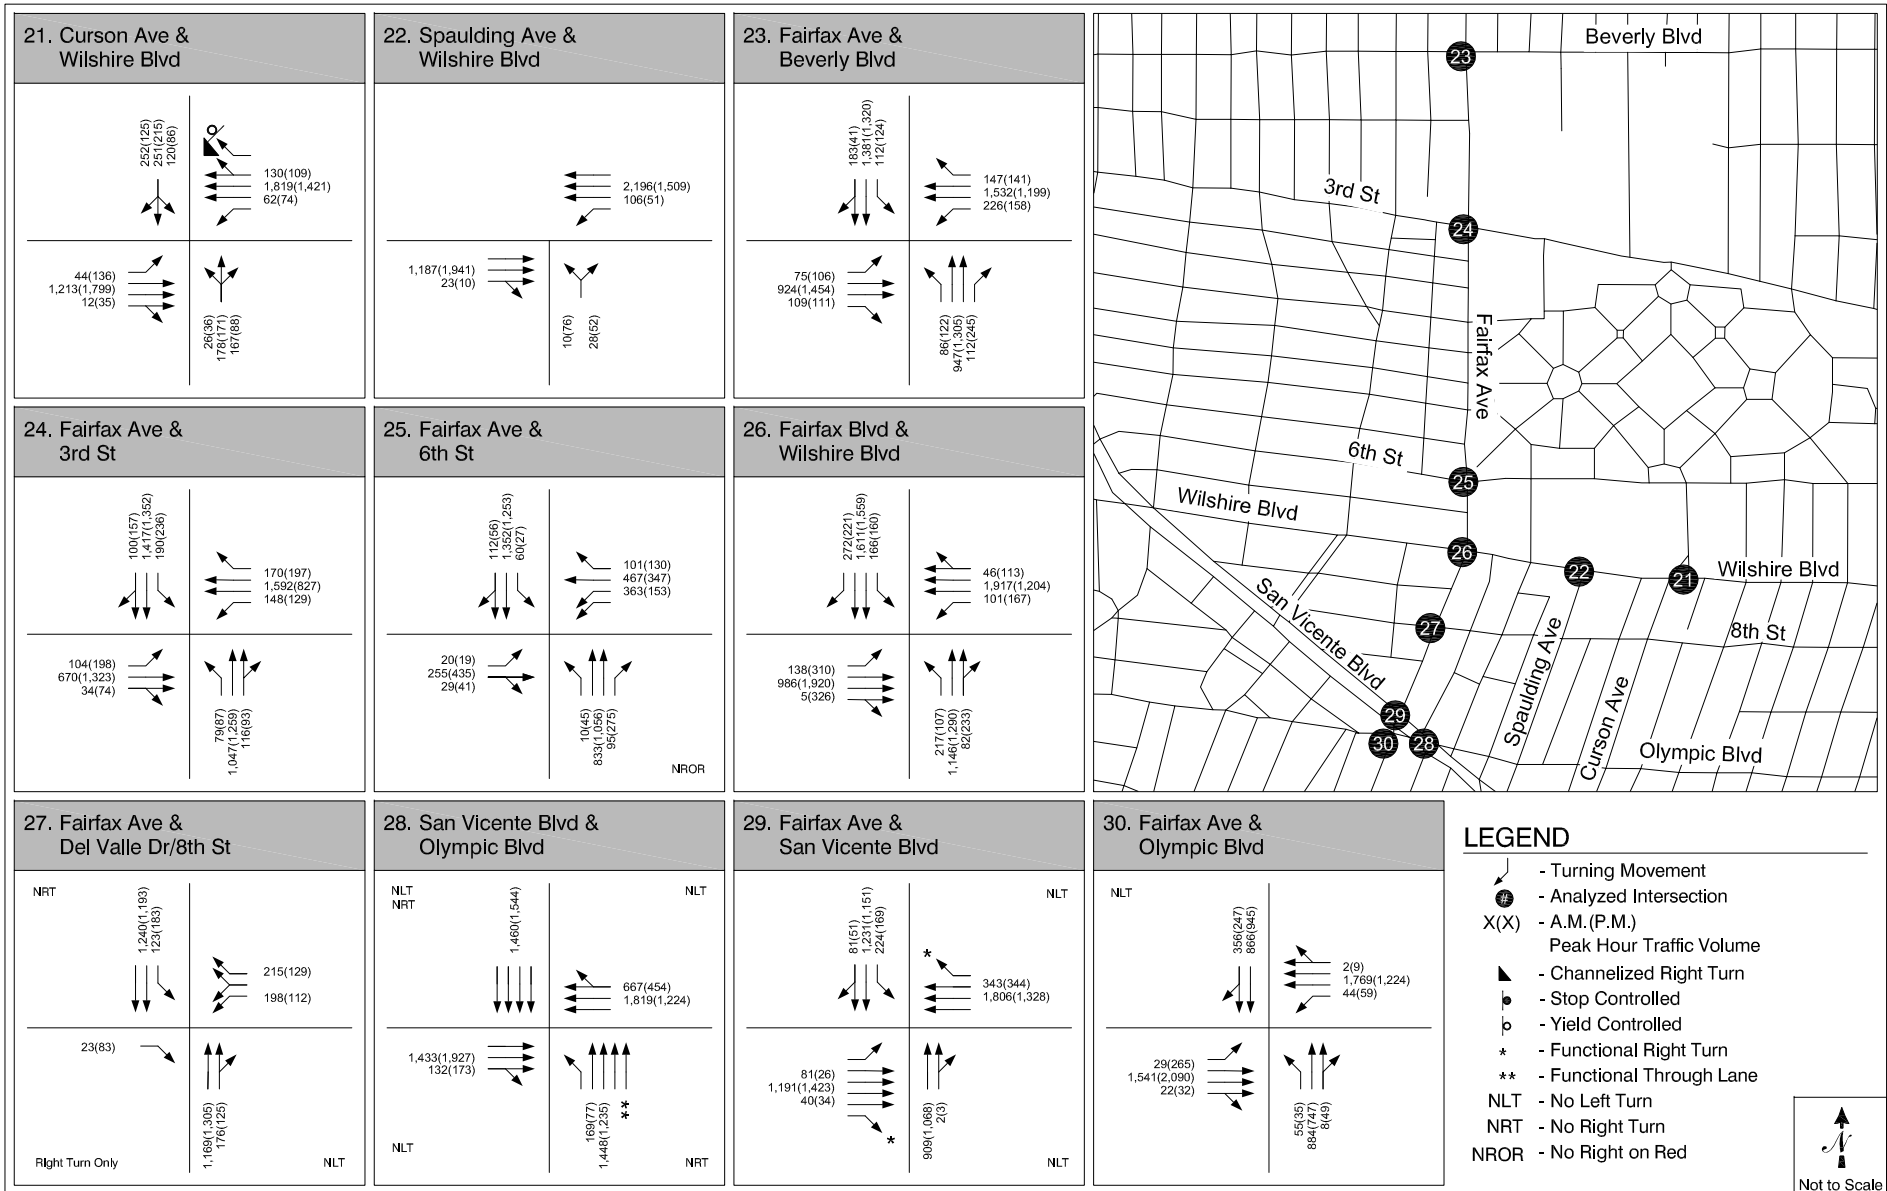 21. Curson Ave &
Wilshire Blvd
252(125)
251(215)
120(86)
130(109)
1,819(1,421)
62(74)
44(136)
1,213(1,799)
12(35)
26(36)
178(171)
167(88)
22. Spaulding Ave &
Wilshire Blvd
2,196(1,509)
106(51)
1,187(1,941)
23(10)
10(76)
28(52)
23. Fairfax Ave &
Beverly Blvd
183(41)
1,381(1,320)
112(124)
147(141)
1,532(1,199)
226(158)
75(106)
924(1,454)
109(111)
86(122)
947(1,305)
112(245)
24. Fairfax Ave &
3rd St
100(157)
1,417(1,352)
190(236)
170(197)
1,592(827)
148(129)
104(198)
670(1,323)
34(74)
79(87)
1,047(1,259)
116(93)
25. Fairfax Ave &
6th St
112(56)
1,352(1,253)
60(27)
101(130)
467(347)
363(153)
20(19)
255(435)
29(41)
10(45)
833(1,056)
95(275)
NROR
26. Fairfax Blvd &
Wilshire Blvd
272(221)
1,611(1,559)
166(160)
46(113)
1,917(1,204)
101(167)
138(310)
986(1,920)
5(326)
217(107)
1,146(1,290)
82(233)
27. Fairfax Ave &
Del Valle Dr/8th St
NRT
1,240(1,193)
123(183)
215(129)
198(112)
23(83)
1,169(1,305)
176(125)
Right Turn Only
NLT
28. San Vicente Blvd &
Olympic Blvd
NLT
NRT
NLT
1,460(1,544)
667(454)
1,819(1,224)
1,433(1,927)
132(173)
169(77)
1,448(1,235)
**
NLT
NRT
29. Fairfax Ave &
San Vicente Blvd
NLT
81(51)
1,231(1,151)
224(169)
*
343(344)
1,806(1,328)
81(26)
1,191(1,423)
40(34)
*
909(1,068)
2(3)
NLT
30. Fairfax Ave &
Olympic Blvd
NLT
356(247)
866(945)
2(9)
1,769(1,224)
44(59)
29(265)
1,541(2,090)
22(32)
55(35)
884(747)
8(49)
Beverly Blvd
23
3rd St
24
Fairfax Ave
6th St
25
Wilshire Blvd
26
22
21
Wilshire Blvd
San Vicente Blvd
27
8th St
Spaulding Ave
Curson Ave
29
30
28
Olympic Blvd
LEGEND
- Turning Movement
# - Analyzed Intersection
X(X) - A.M.(P.M.)
Peak Hour Traffic Volume
- Channelized Right Turn
- Stop Controlled
- Yield Controlled
* - Functional Right Turn
** - Functional Through Lane
NLT - No Left Turn
NRT - No Right Turn
NROR - No Right on Red
N
Not to Scale